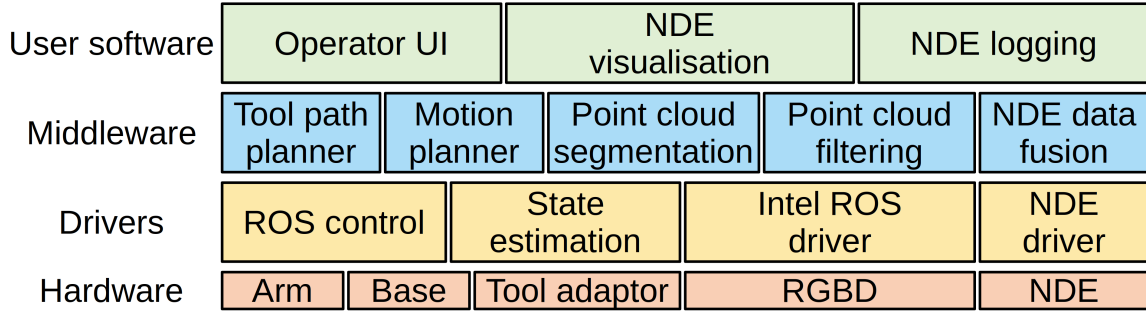 User software
Operator UI
NDE
visualisation
NDE logging
Middleware
Tool path
planner
Motion
planner
Point cloud
segmentation
Point cloud
filtering
NDE data
fusion
Drivers
ROS control
State
estimation
Intel ROS
driver
NDE
driver
Hardware
Arm
Base
Tool adaptor
RGBD
NDE